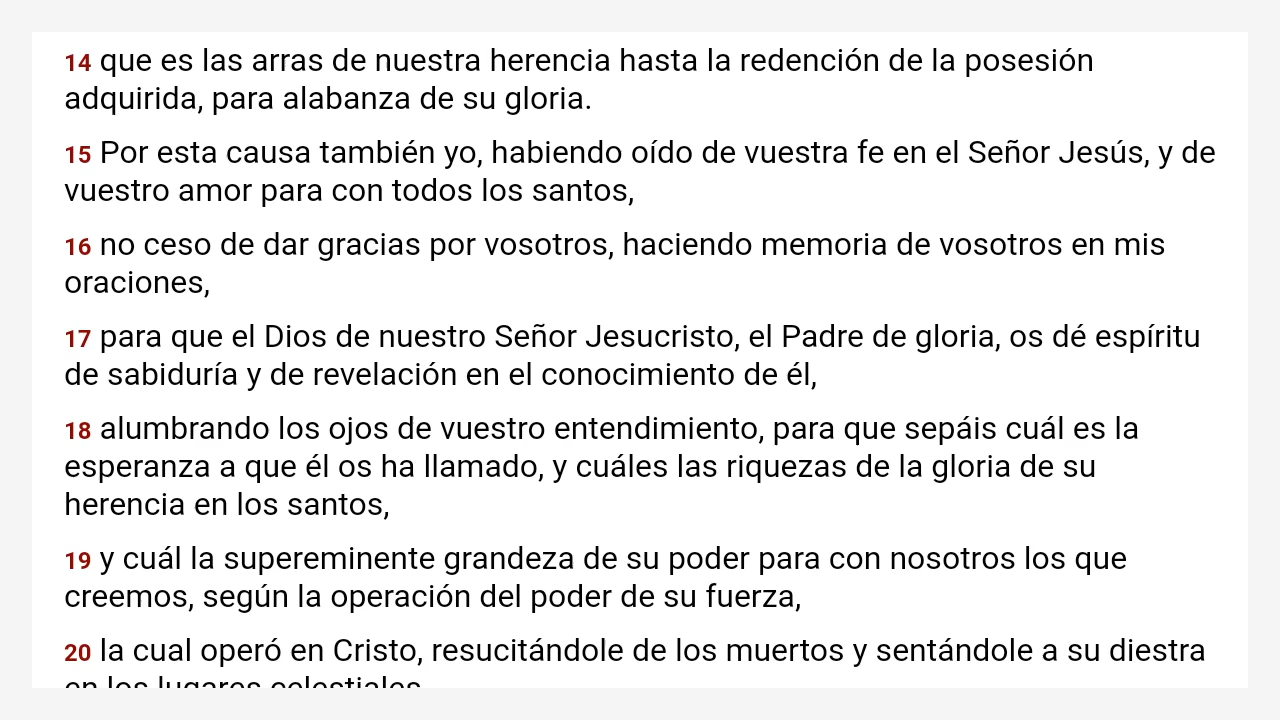 14 que es las arras de nuestra herencia hasta la redención de la posesión
adquirida, para alabanza de su gloria.
15 Por esta causa también yo, habiendo oído de vuestra fe en el Señor Jesús, y de
vuestro amor para con todos los santos,
16 no ceso de dar gracias por vosotros, haciendo memoria de vosotros en mis
oraciones,
17 para que el Dios de nuestro Señor Jesucristo, el Padre de gloria, os dé espíritu
de sabiduría y de revelación en el conocimiento de él,
18 alumbrando los ojos de vuestro entendimiento, para que sepáis cuál es la
esperanza a que él os ha llamado, y cuáles las riquezas de la gloria de su
herencia en los santos,
19 y cuál la supereminente grandeza de su poder para con nosotros los que
creemos, según la operación del poder de su fuerza,
20 la cual operó en Cristo, resucitándole de los muertos y sentándole a su diestra
en los lugares celestiales